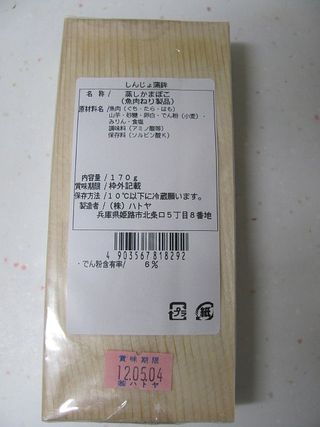 しんじょ蒲鉾
名 称/ 蒸しかまぼこ
(魚肉ねり製品)
原材料名/魚肉(ぐち・たら・はも)
山芋・砂糖・卵白・でん粉(小麦)・
みりん・食塩
調味料(アミノ酸等)
保存料(ソルビン酸K)
内 容 量/170g
賞味期限/枠外記載
保存方法/10℃以下に冷蔵願います。
製造者/(株)ハトヤ
兵庫県姫路市北条口5丁目8番地
4 903567 818292
・でん粉含有率/ 6%
紙
賞味期限
12.05.04
㈱ハトヤ